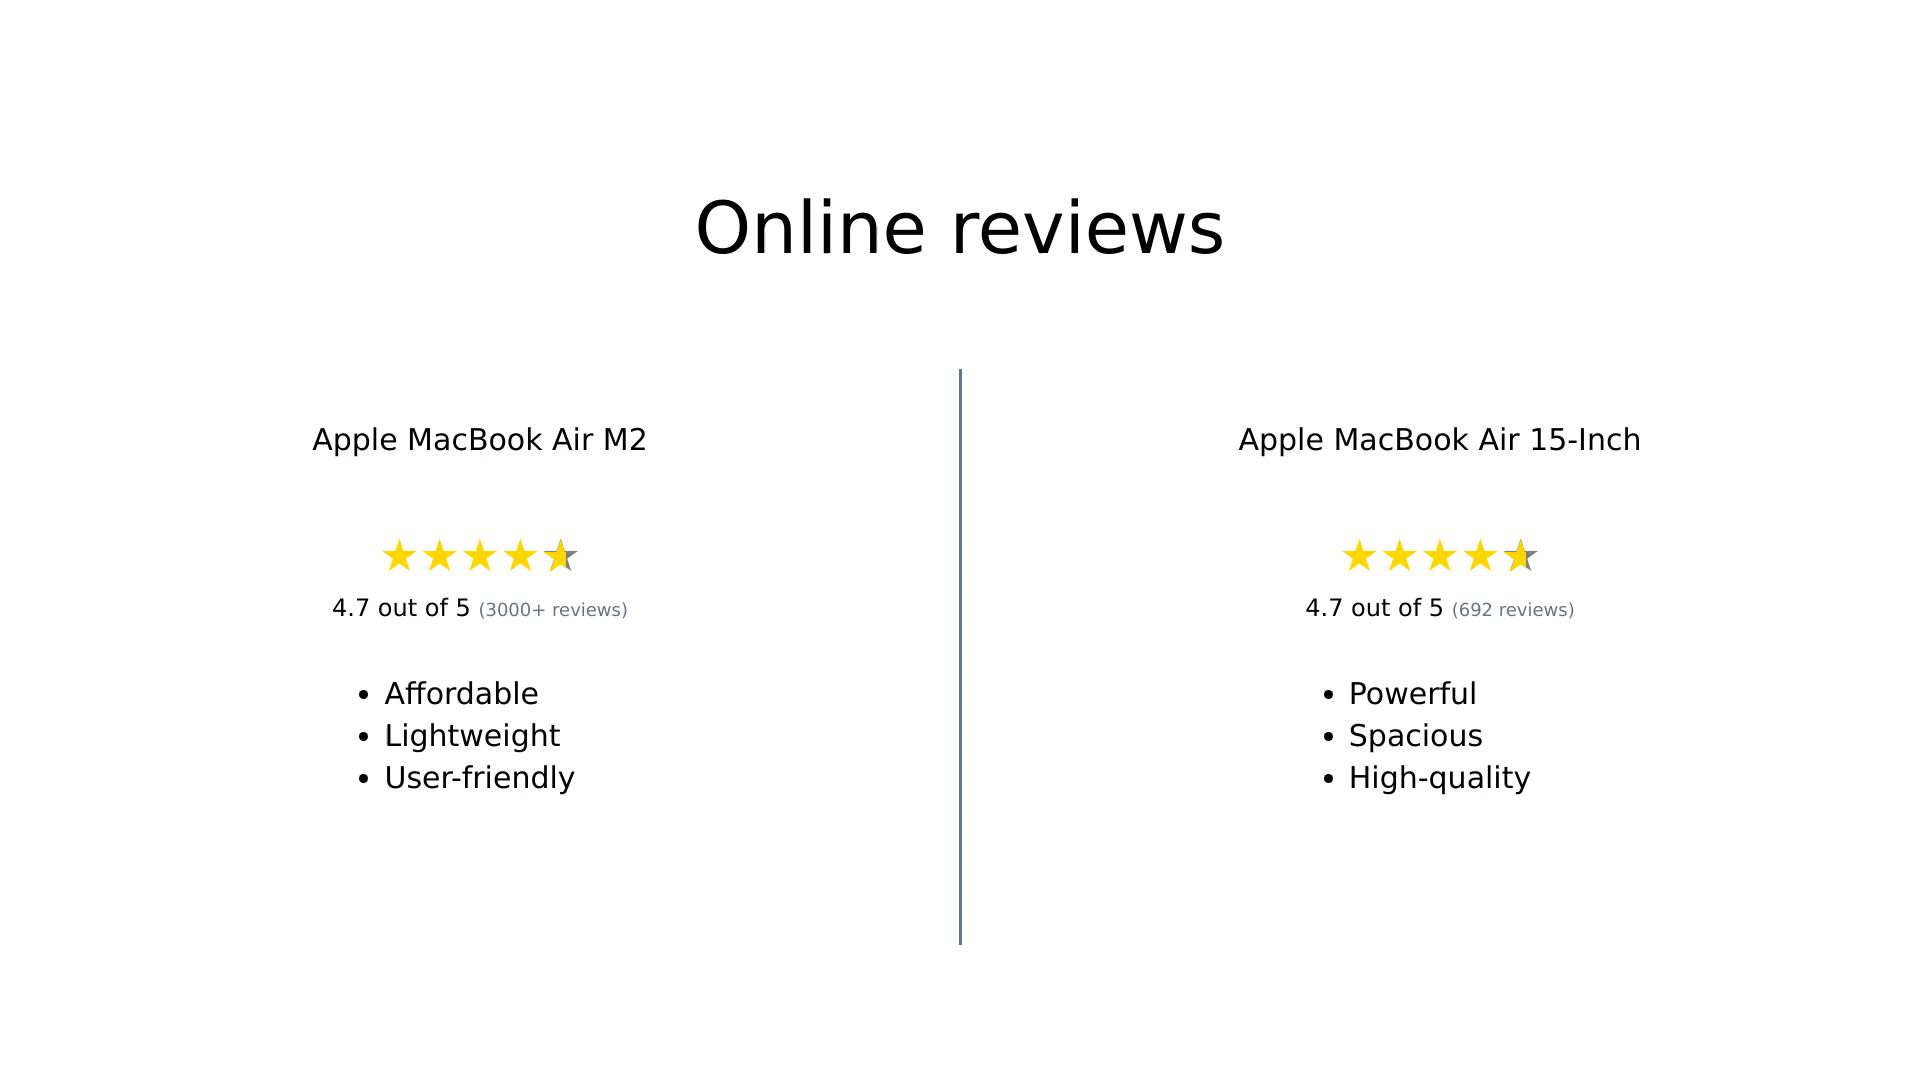 Online reviews
Apple MacBook Air M2
★★★★★
4.7 out of 5 (3000+ reviews)
• Affordable
• Lightweight
• User-friendly
Apple MacBook Air 15-Inch
★★★★★
4.7 out of 5 (692 reviews)
• Powerful
• Spacious
• High-quality